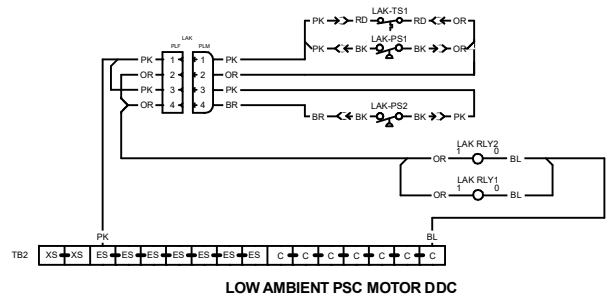 LAK-TS1
PK RD RD OR
LAK-PS1
PK BK BK OR
LAK
PLF PLM
PK 1 1 PK
OR 2 2 OR
PK 3 3 PK
OR 4 4 BR
LAK-PS2
BR BK BK PK
LAK RLY2
OR 1 0 BL
LAK RLY1
OR 1 0 BL
PK BL
TB2 XS XS ES ES ES ES ES ES ES C C C C C C C
LOW AMBIENT PSC MOTOR DDC